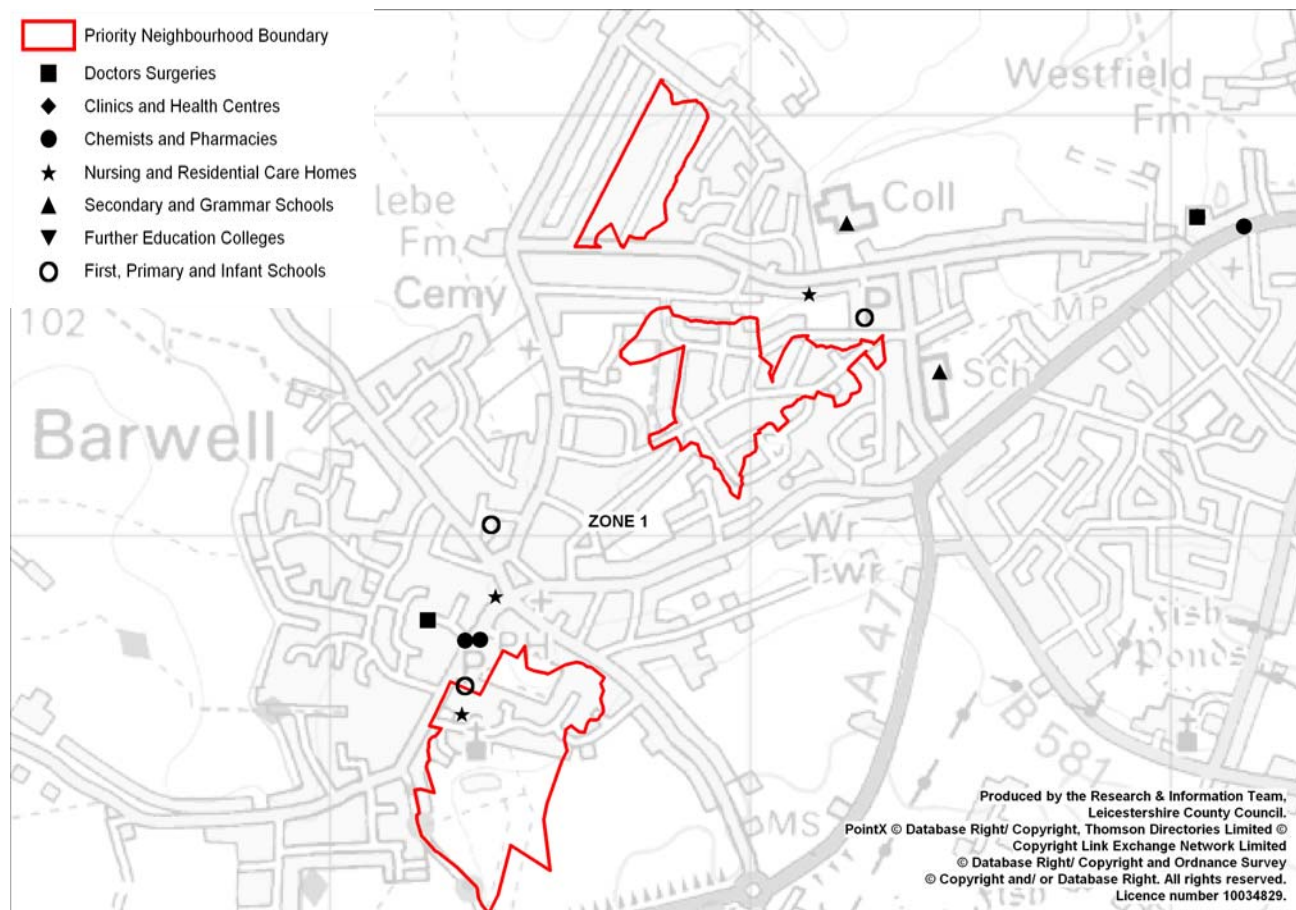 Priority Neighbourhood Boundary
Doctors Surgeries
Clinics and Health Centres
Chemists and Pharmacies
Nursing and Residential Care Homes
Secondary and Grammar Schools
Further Education Colleges
First, Primary and Infant Schools
Westfield
Fm
Coll
lebe
Fm
Cemy
P
MP
102
Sch
Barwell
ZONE 1
Wr
Twr
PH
P
A 47
fish
Ponds
B 581
MS
Produced by the Research & Information Team,
Leicestershire County Council.
PointX © Database Right/ Copyright, Thomson Directories Limited ©
Copyright Link Exchange Network Limited
© Database Right/ Copyright and Ordnance Survey
© Copyright and/ or Database Right. All rights reserved.
Licence number 10034829.